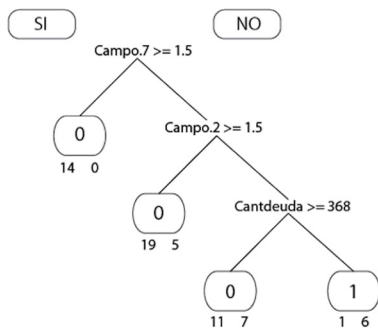 SI NO
Campo.7 >= 1.5
0
14 0
Campo.2 >= 1.5
0
19 5
Cantdeuda >= 368
0 1
11 7 1 6